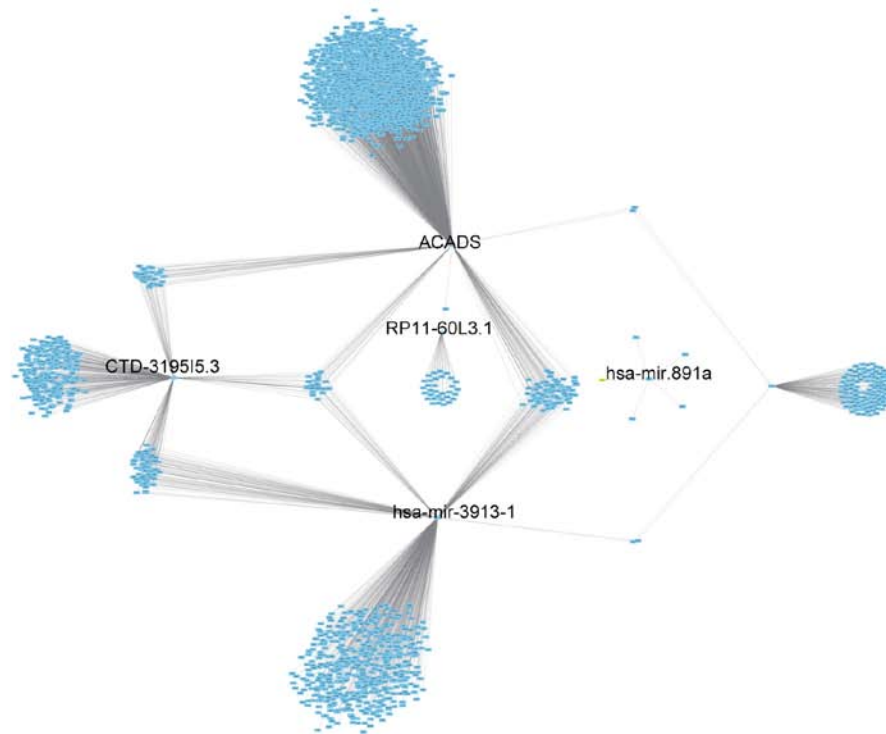 ACADS
RP11-60L3.1
CTD-3195I5.3
hsa-mir.891a
hsa-mir-3913-1